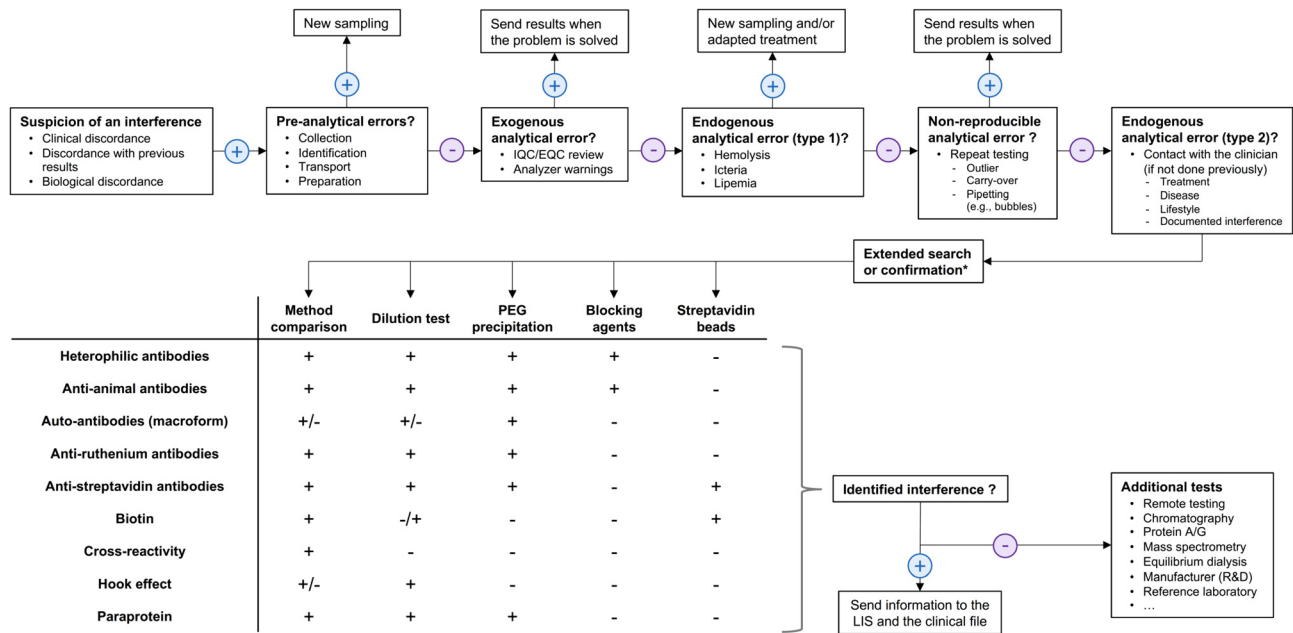 New sampling
Send results when
the problem is solved
New sampling and/or
adapted treatment
Send results when
the problem is solved
+
+
+
+
Suspicion of an interference
• Clinical discordance
• Discordance with previous
results
• Biological discordance
+
Pre-analytical errors?
• Collection
• Identification
• Transport
• Preparation
-
Exogenous
analytical error?
• IQC/EQC review
• Analyzer warnings
-
Endogenous
analytical error (type 1)?
• Hemolysis
• Icteria
• Lipemia
-
Non-reproducible
analytical error ?
• Repeat testing
- Outlier
- Carry-over
- Pipetting
(e.g., bubbles)
-
Endogenous
analytical error (type 2)?
• Contact with the clinician
(if not done previously)
- Treatment
- Disease
- Lifestyle
- Documented interference
Extended search
or confirmation*
Method
comparison
Dilution test
PEG
precipitation
Blocking
agents
Streptavidin
beads
Heterophilic antibodies + + + + -
Anti-animal antibodies + + + + -
Auto-antibodies (macroform) +/- +/- + - -
Anti-ruthenium antibodies + + + - -
Anti-streptavidin antibodies + + + - +
Biotin + -/+ - - +
Cross-reactivity + - - - -
Hook effect +/- + - - -
Paraprotein + + + - -
Identified interference ?
-
+
Send information to the
LIS and the clinical file
Additional tests
• Remote testing
• Chromatography
• Protein A/G
• Mass spectrometry
• Equilibrium dialysis
• Manufacturer (R&D)
• Reference laboratory
• …